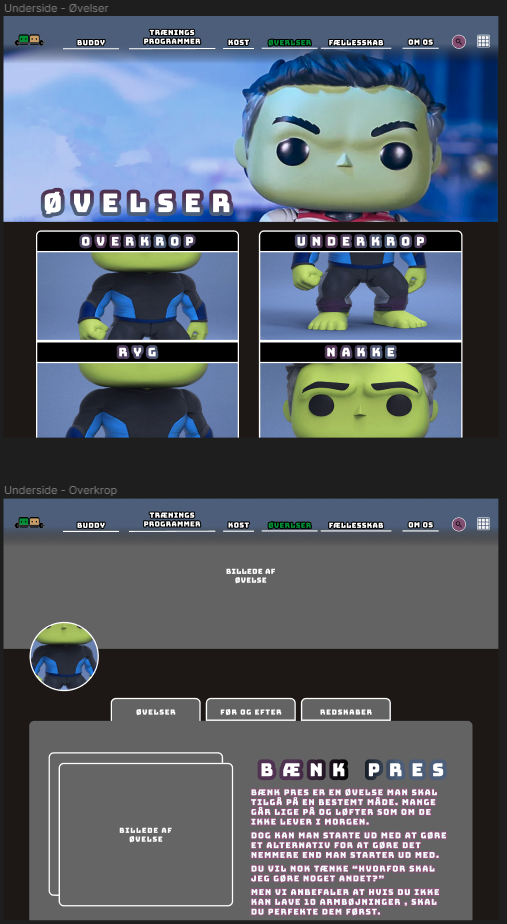 Underside - Øvelser
BUDDY
TRÆNINGS
PROGRAMMER
KOST
ØVERLSER
FÆLLESSKAB
OM OS
ØVELSER
OVERKROP
UNDERKROP
RYG
NAKKE
Underside - Overkrop
BUDDY
TRÆNINGS
PROGRAMMER
KOST
ØVERLSER
FÆLLESSKAB
OM OS
BILLEDE AF
ØVELSE
ØVELSER
FØR OG EFTER
REDSKABER
BILLEDE AF
ØVELSE
BÆNK PRES
BÆNK PRES ER EN ØVELSE MAN SKAL
TILGÅ PÅ EN BESTEMT MÅDE. MANGE
GÅR LIGE PÅ OG LØFTER SOM OM DE
IKKE LEVER I MORGEN.
DOG KAN MAN STARTE UD MED AT GØRE
ET ALTERNATIV FOR AT GØRE DET
NEMMERE END MAN STARTER UD MED.
DU VIL NOK TÆNKE “HVORFOR SKAL
JEG GØRE NOGET ANDET?”
MEN VI ANBEFALER AT HVIS DU IKKE
KAN LAVE 10 ARMBØJNINGER , SKAL
DU PERFEKTE DEM FØRST.